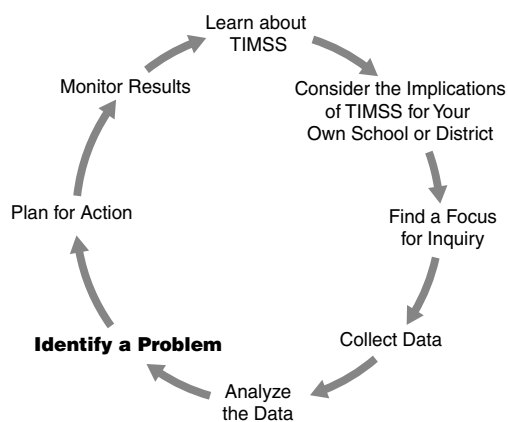 Learn about
TIMSS
Consider the Implications
of TIMSS for Your
Own School or District
Find a Focus
for Inquiry
Collect Data
Analyze
the Data
Identify a Problem
Plan for Action
Monitor Results